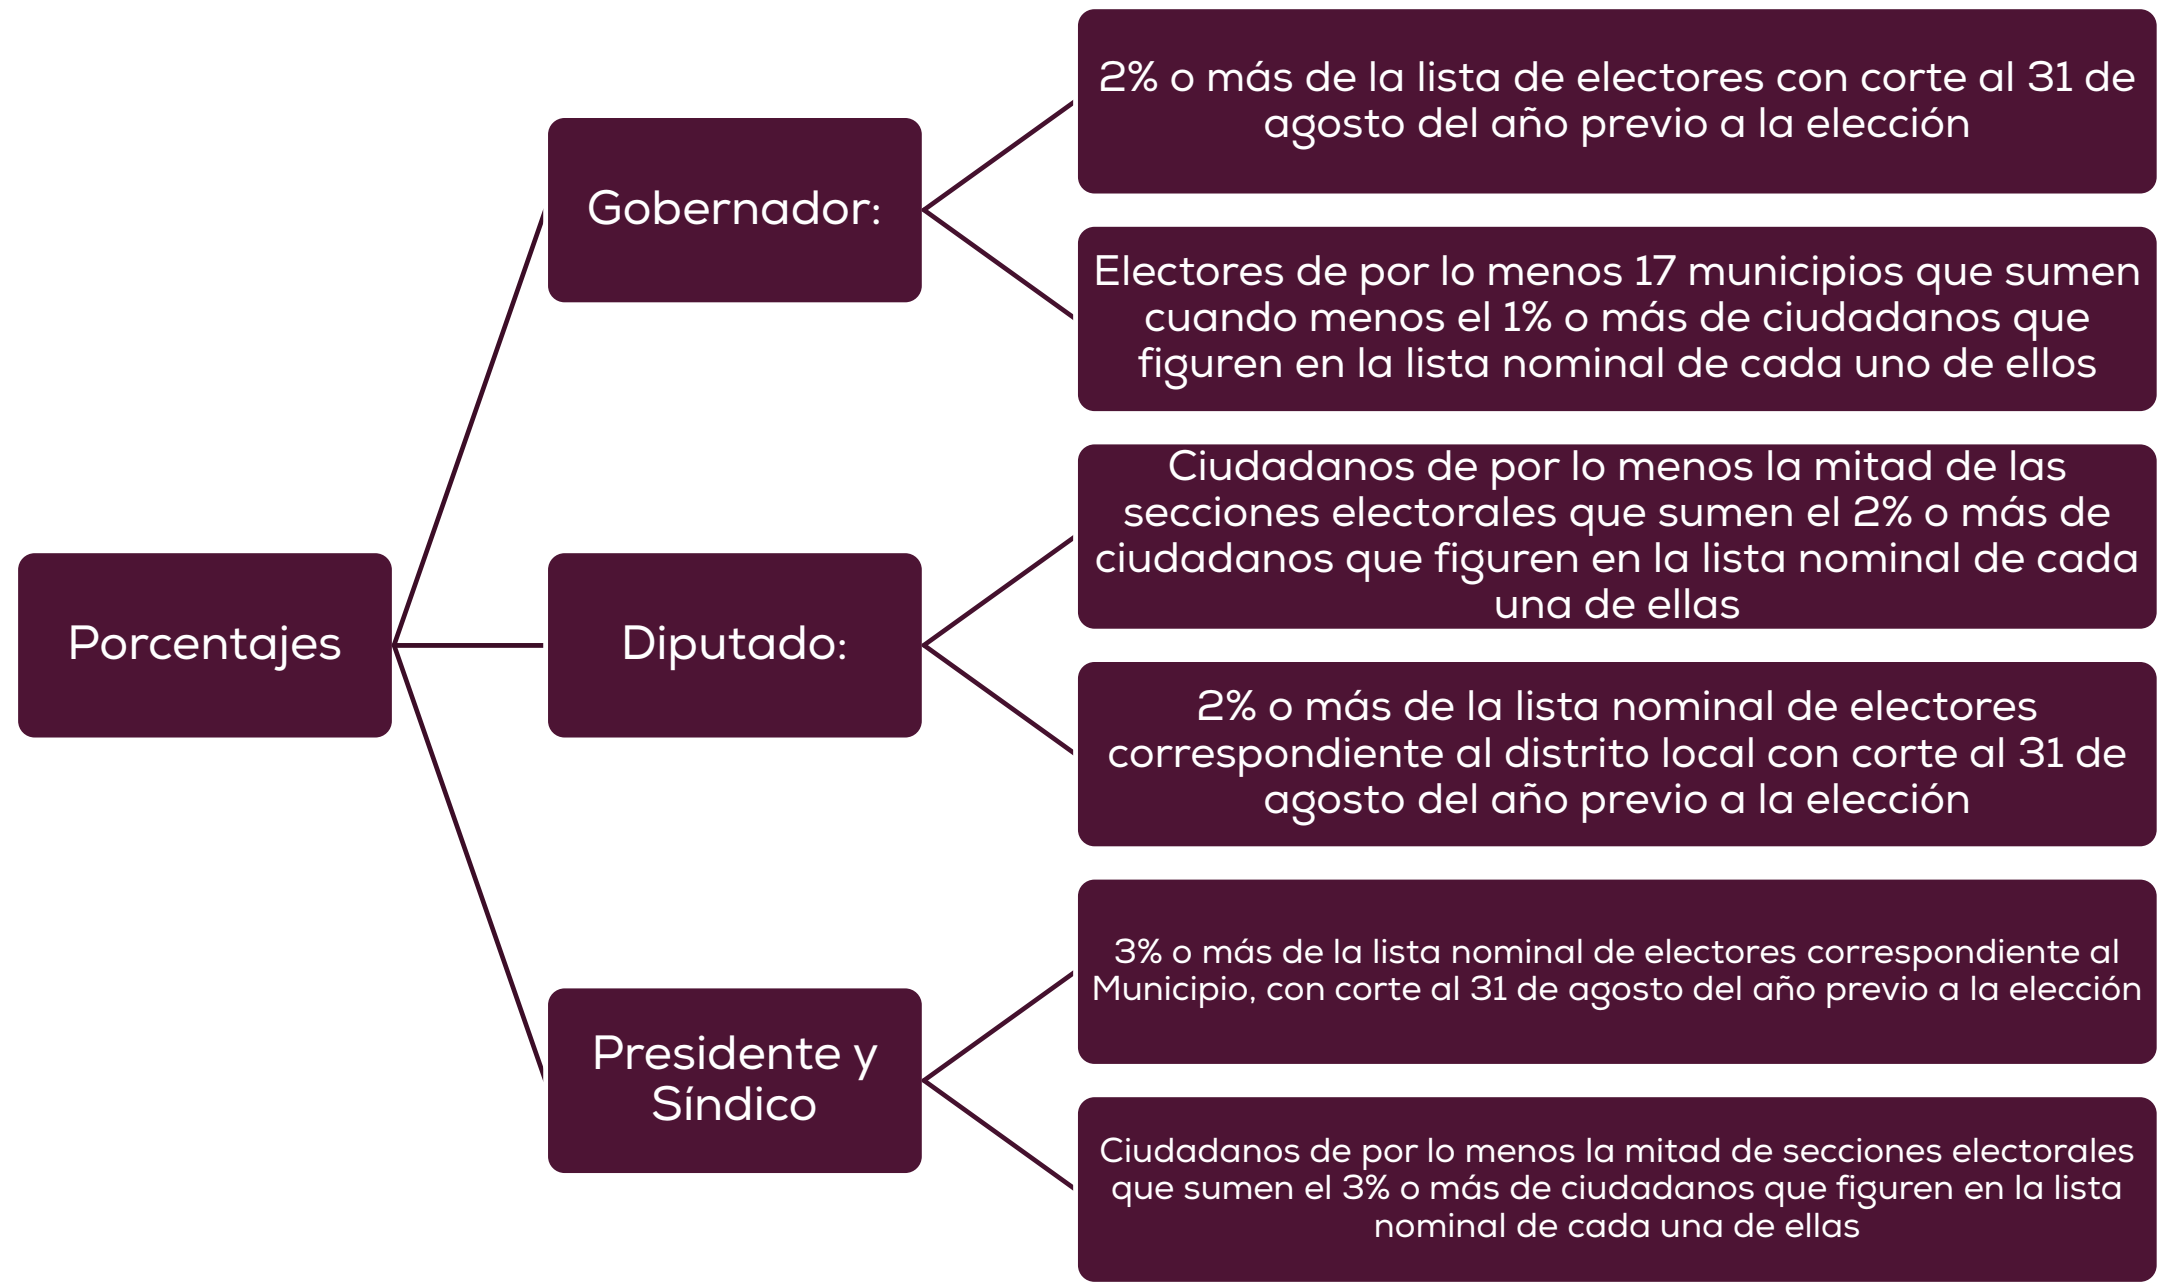 Porcentajes
Gobernador:
2% o más de la lista de electores con corte al 31 de
agosto del año previo a la elección
Electores de por lo menos 17 municipios que sumen
cuando menos el 1% o más de ciudadanos que
figuren en la lista nominal de cada uno de ellos
Diputado:
Ciudadanos de por lo menos la mitad de las
secciones electorales que sumen el 2% o más de
ciudadanos que figuren en la lista nominal de cada
una de ellas
2% o más de la lista nominal de electores
correspondiente al distrito local con corte al 31 de
agosto del año previo a la elección
Presidente y
Síndico
3% o más de la lista nominal de electores correspondiente al
Municipio, con corte al 31 de agosto del año previo a la elección
Ciudadanos de por lo menos la mitad de secciones electorales
que sumen el 3% o más de ciudadanos que figuren en la lista
nominal de cada una de ellas